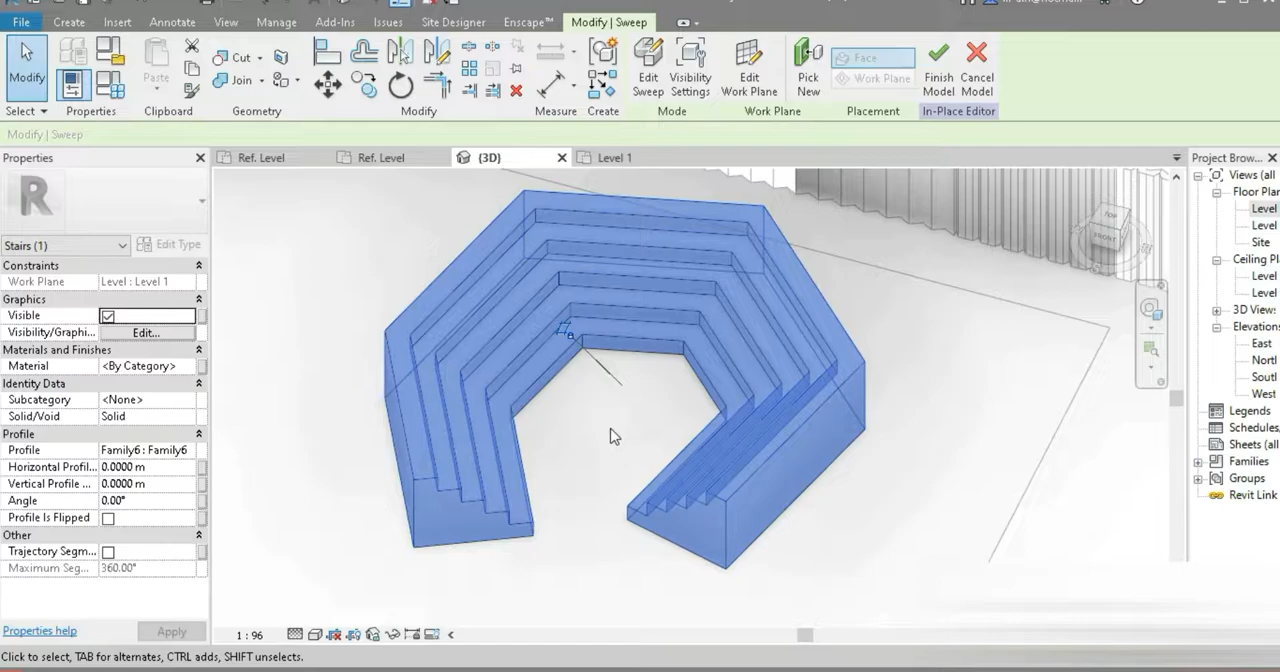 File Create Insert Annotate View Manage Add-Ins Issues Site Designer Enscape™ Modify | Sweep
Modify
Paste
Cut
Join
Edit Sweep
Visibility Settings
Edit Work Plane
Pick New
Face
Work Plane
Finish Model
Cancel Model
Select Properties Clipboard Geometry Modify Measure Create Mode Work Plane Placement In-Place Editor
Modify | Sweep
Properties
Ref. Level
Ref. Level
{3D}
Level 1
Project Brow...
R
Stairs (1)
Edit Type
Constraints
Work Plane Level : Level 1
Graphics
Visible
Visibility/Graphi... Edit...
Materials and Finishes
Material <By Category>
Identity Data
Subcategory <None>
Solid/Void Solid
Profile
Profile Family6 : Family6
Horizontal Profil... 0.0000 m
Vertical Profile ... 0.0000 m
Angle 0.00°
Profile Is Flipped
Other
Trajectory Segm...
Maximum Seg... 360.00°
Properties help
Apply
TOP
FRONT
Views (all
Floor Plan
Level
Level
Site
Ceiling Pl
Level
Level
3D View:
Elevations
East
Nortl
Soutl
West
Legends
Schedules,
Sheets (all
Families
Groups
Revit Link
1 : 96
Click to select, TAB for alternates, CTRL adds, SHIFT unselects.